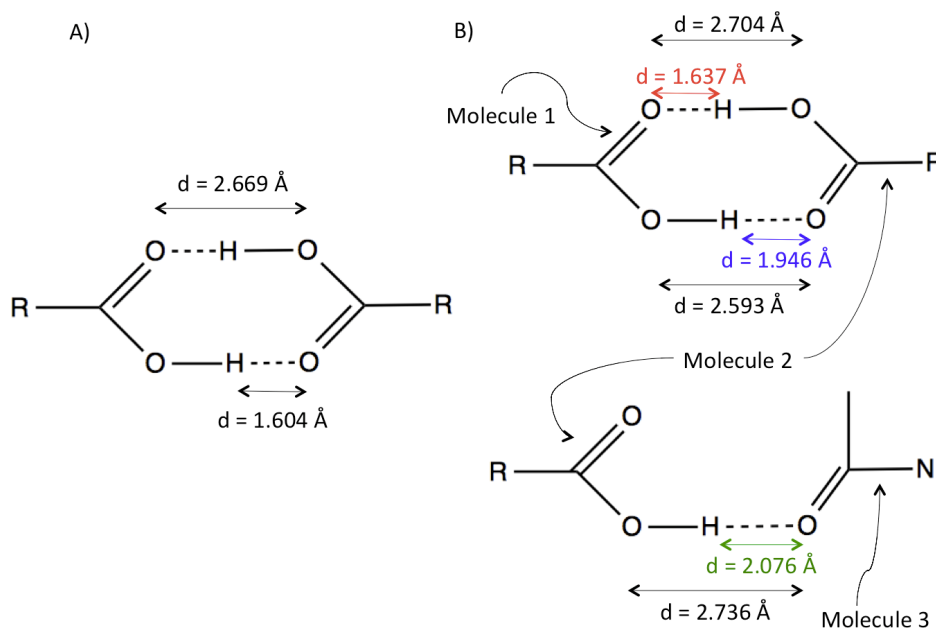 A)
d = 2.669 Å
O H O
R R
O H O
d = 1.604 Å
B)
d = 2.704 Å
d = 1.637 Å
Molecule 1
O H O
R R
O H O
d = 1.946 Å
d = 2.593 Å
Molecule 2
O
R N
O H O
d = 2.076 Å
d = 2.736 Å
Molecule 3